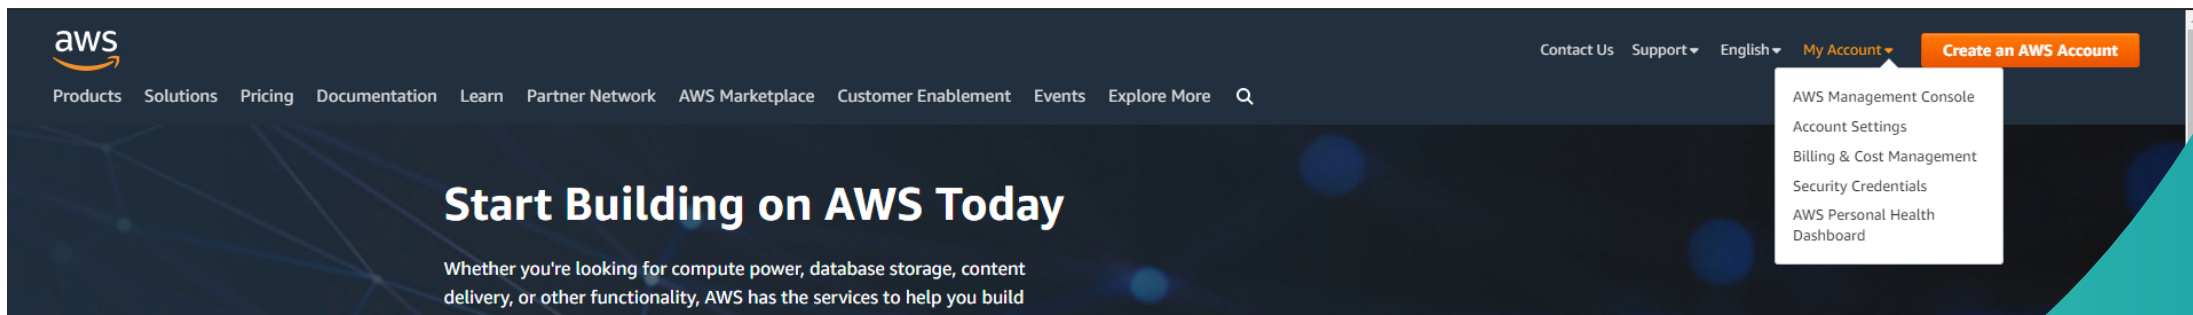 aws
Contact Us Support English My Account Create an AWS Account
Products Solutions Pricing Documentation Learn Partner Network AWS Marketplace Customer Enablement Events Explore More
AWS Management Console
Account Settings
Billing & Cost Management
Security Credentials
AWS Personal Health
Dashboard
Start Building on AWS Today
Whether you're looking for compute power, database storage, content
delivery, or other functionality, AWS has the services to help you build